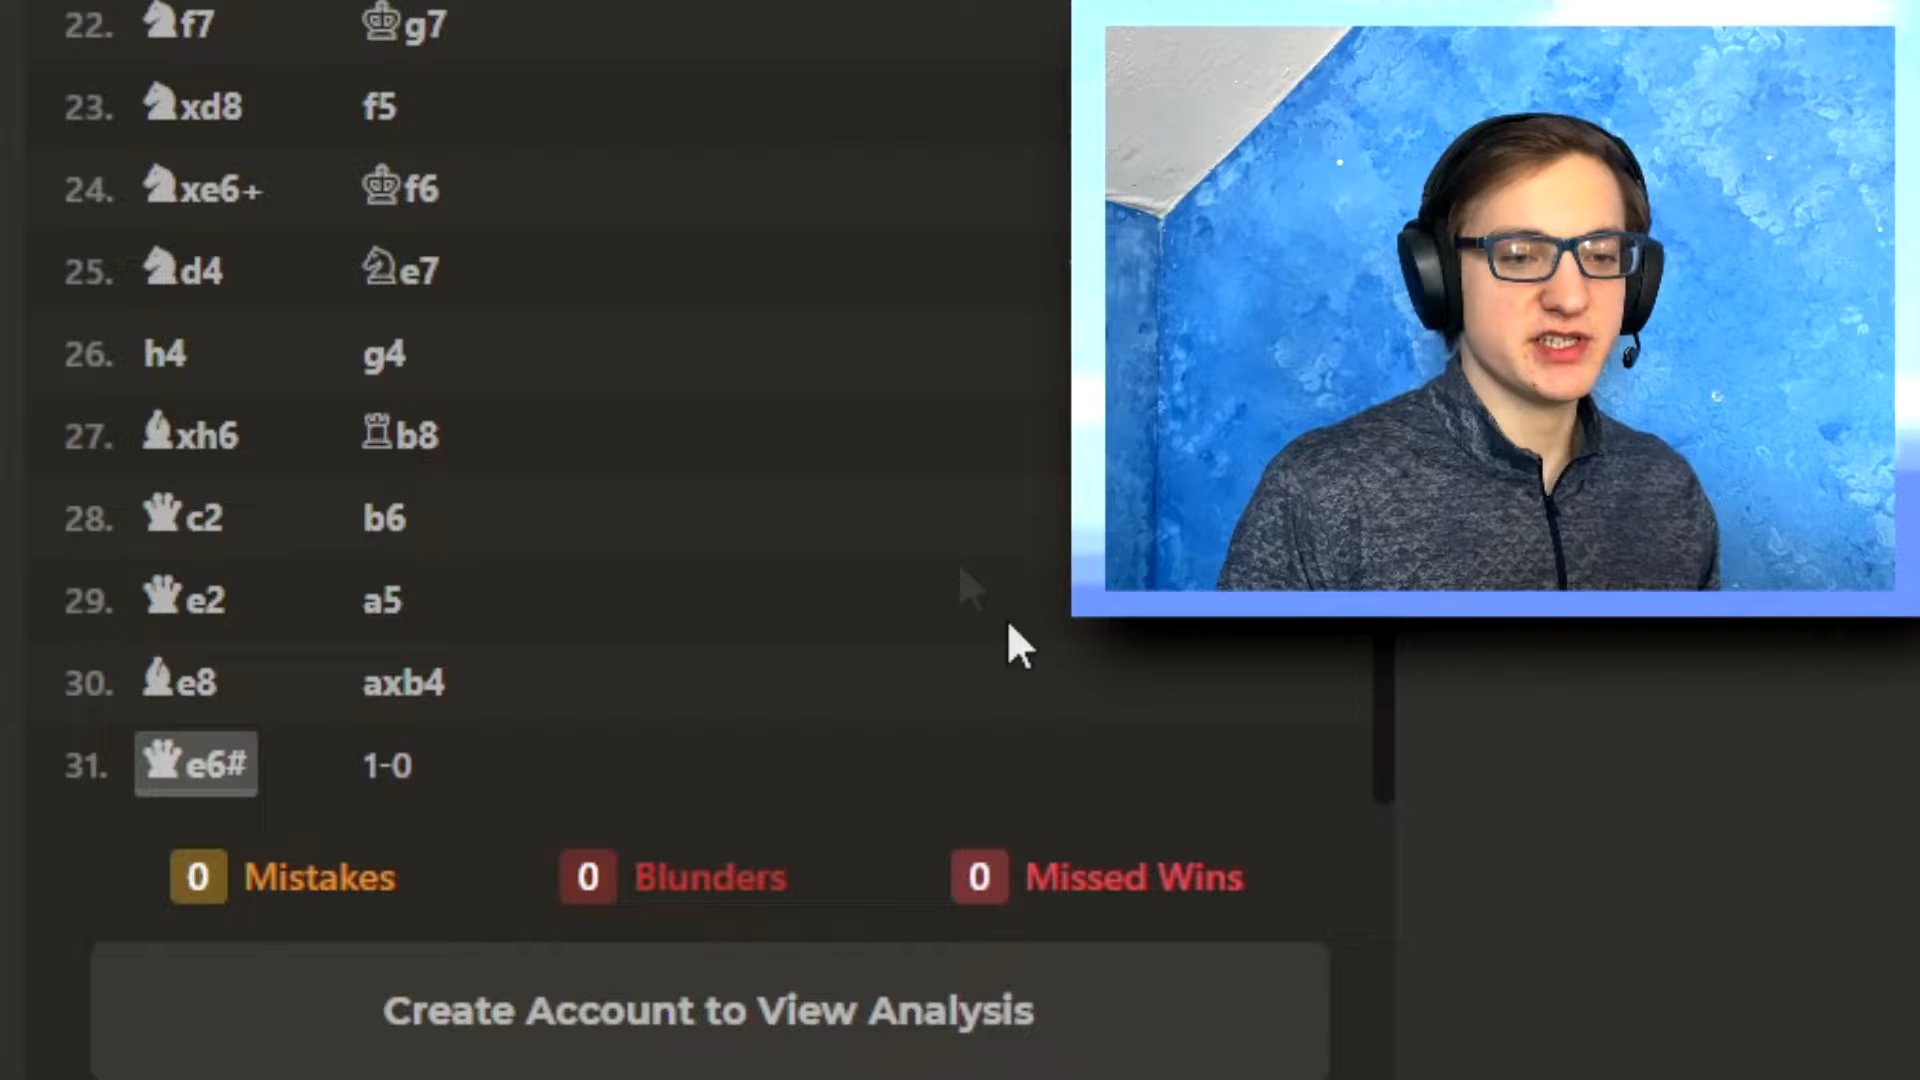 22. ♞f7 ♔g7
23. ♞xd8 f5
24. ♞xe6+ ♔f6
25. ♞d4 ♘e7
26. h4 g4
27. ♝xh6 ♖b8
28. ♛c2 b6
29. ♛e2 a5
30. ♝e8 axb4
31. ♛e6# 1-0
0 Mistakes 0 Blunders 0 Missed Wins
Create Account to View Analysis